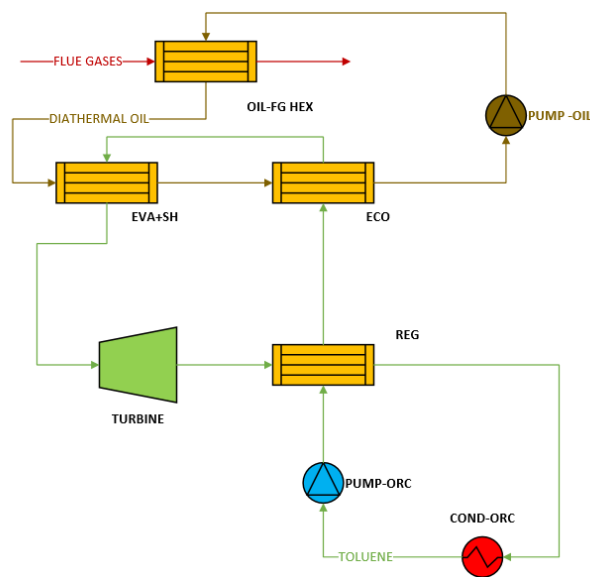 FLUE GASES
OIL-FG HEX
DIATHERMAL OIL
PUMP -OIL
EVA+SH
ECO
REG
TURBINE
PUMP-ORC
COND-ORC
TOLUENE